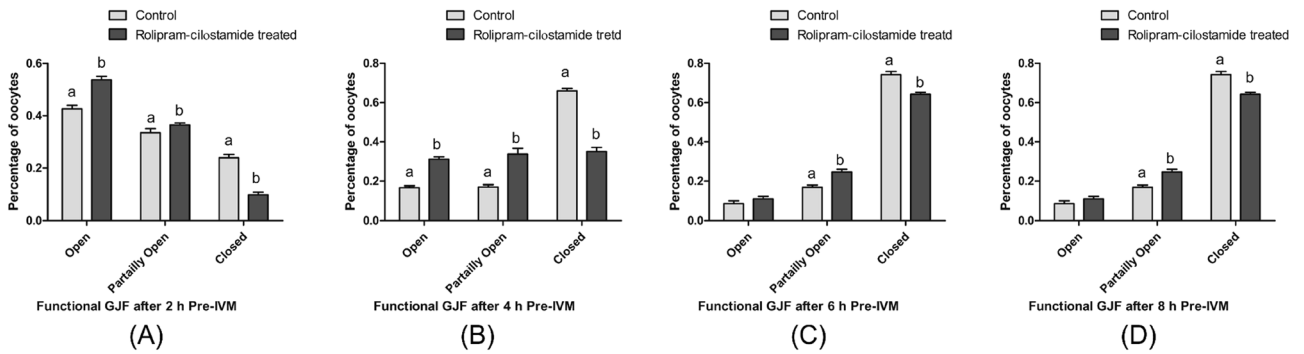 Control
Rolipram-cilostamide treated
Percentage of oocytes
0.6
0.4
0.2
0.0
a
b
a
b
a
b
Open
Partailly Open
Closed
Functional GJF after 2 h Pre-IVM
(A)
Control
Rolipram-cilostamide tretd
Percentage of oocytes
0.8
0.6
0.4
0.2
0.0
a
b
a
b
a
b
Open
Partailly Open
Closed
Functional GJF after 4 h Pre-IVM
(B)
Control
Rolipram-cilostamide treatd
Percentage of oocytes
0.8
0.6
0.4
0.2
0.0
a
b
a
b
Open
Partailly Open
Closed
Functional GJF after 6 h Pre-IVM
(C)
Control
Rolipram-cilostamide treated
Percentage of oocytes
0.8
0.6
0.4
0.2
0.0
a
b
a
b
Open
Partailly Open
Closed
Functional GJF after 8 h Pre-IVM
(D)